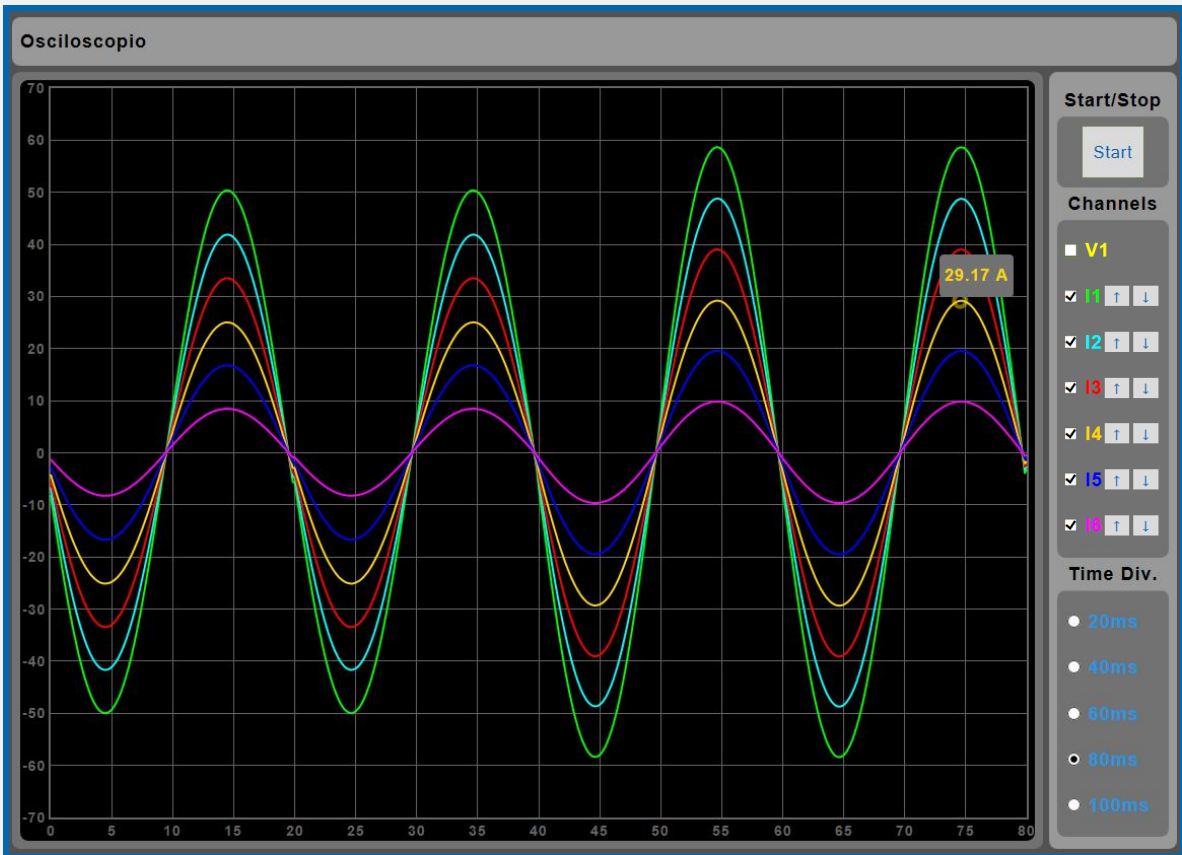 Osciloscopio
70
60
50
40
30
20
10
0
-10
-20
-30
-40
-50
-60
-70
0 5 10 15 20 25 30 35 40 45 50 55 60 65 70 75 80
29.17 A
Start/Stop
Start
Channels
V1
I1 ↑ ↓
I2 ↑ ↓
I3 ↑ ↓
I4 ↑ ↓
I5 ↑ ↓
I6 ↑ ↓
Time Div.
20ms
40ms
60ms
80ms
100ms